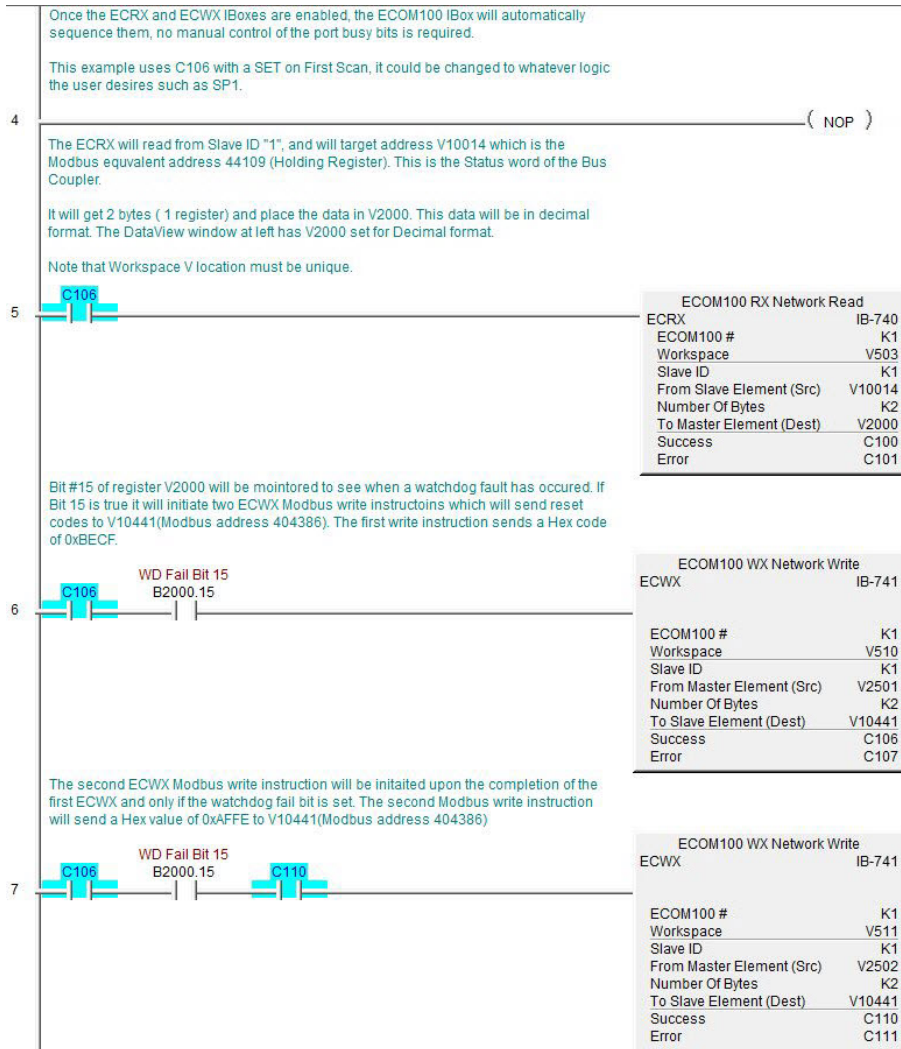 Once the ECRX and ECWX IBoxes are enabled, the ECOM100 IBox will automatically
sequence them, no manual control of the port busy bits is required.
This example uses C106 with a SET on First Scan, it could be changed to whatever logic
the user desires such as SP1.
4
( NOP )
The ECRX will read from Slave ID "1", and will target address V10014 which is the
Modbus equvalent address 44109 (Holding Register). This is the Status word of the Bus
Coupler.
It will get 2 bytes ( 1 register) and place the data in V2000. This data will be in decimal
format. The DataView window at left has V2000 set for Decimal format.
Note that Workspace V location must be unique.
5
C106
ECOM100 RX Network Read
ECRX IB-740
ECOM100 # K1
Workspace V503
Slave ID K1
From Slave Element (Src) V10014
Number Of Bytes K2
To Master Element (Dest) V2000
Success C100
Error C101
Bit #15 of register V2000 will be mointored to see when a watchdog fault has occured. If
Bit 15 is true it will initiate two ECWX Modbus write instructoins which will send reset
codes to V10441(Modbus address 404386). The first write instruction sends a Hex code
of 0xBECF.
6
C106
WD Fail Bit 15
B2000.15
ECOM100 WX Network Write
ECWX IB-741
ECOM100 # K1
Workspace V510
Slave ID K1
From Master Element (Src) V2501
Number Of Bytes K2
To Slave Element (Dest) V10441
Success C106
Error C107
The second ECWX Modbus write instruction will be initaited upon the completion of the
first ECWX and only if the watchdog fail bit is set. The second Modbus write instruction
will send a Hex value of 0xAFFE to V10441(Modbus address 404386)
7
C106
WD Fail Bit 15
B2000.15
C110
ECOM100 WX Network Write
ECWX IB-741
ECOM100 # K1
Workspace V511
Slave ID K1
From Master Element (Src) V2502
Number Of Bytes K2
To Slave Element (Dest) V10441
Success C110
Error C111